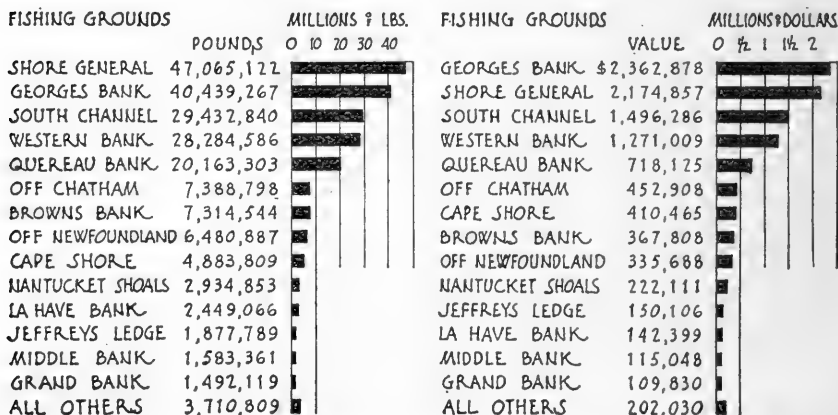 FISHING GROUNDS MILLIONS OF LBS.
POUNDS 0 10 20 30 40
SHORE GENERAL 47,065,122
GEORGES BANK 40,439,267
SOUTH CHANNEL 29,432,840
WESTERN BANK 28,284,586
QUEREAU BANK 20,163,303
OFF CHATHAM 7,388,798
BROWNS BANK 7,314,544
OFF NEWFOUNDLAND 6,480,887
CAPE SHORE 4,883,809
NANTUCKET SHOALS 2,934,853
LA HAVE BANK 2,449,066
JEFFREYS LEDGE 1,877,789
MIDDLE BANK 1,583,361
GRAND BANK 1,492,119
ALL OTHERS 3,710,809
FISHING GROUNDS MILLIONS OF DOLLARS
VALUE 0 1/2 1 1 1/2 2
GEORGES BANK $2,362,878
SHORE GENERAL 2,174,857
SOUTH CHANNEL 1,496,286
WESTERN BANK 1,271,009
QUEREAU BANK 718,125
OFF CHATHAM 452,908
CAPE SHORE 410,465
BROWNS BANK 367,808
OFF NEWFOUNDLAND 335,688
NANTUCKET SHOALS 222,111
JEFFREYS LEDGE 150,106
LA HAVE BANK 142,399
MIDDLE BANK 115,048
GRAND BANK 109,830
ALL OTHERS 202,030